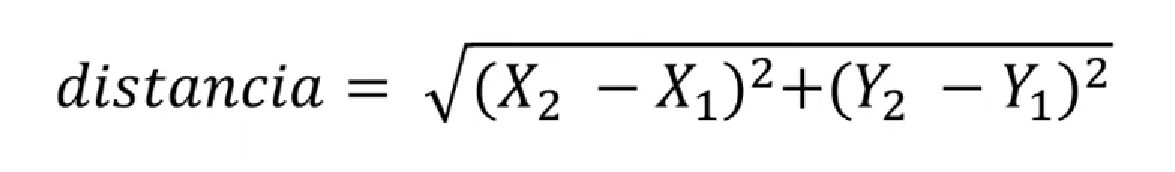 distancia = √(X₂ − X₁)²+(Y₂ − Y₁)²